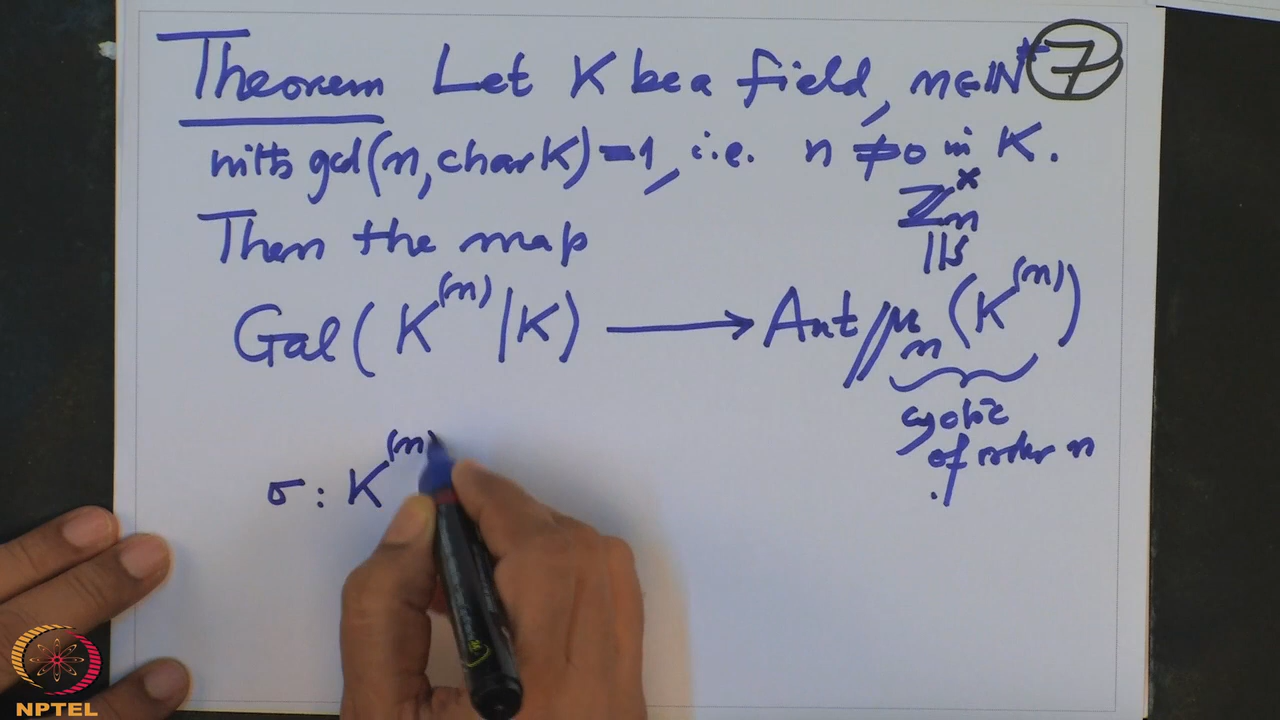 Theorem Let K be a field, n∈ℕ* 7
with gcd(n, char K) = 1, i.e. n ≠ 0 in K.
Then the map
ℤₙ^×
≀||
Gal(K^(n) | K) ⟶ Aut μₙ(K^(n))
cyclic
of order n
σ : K^(n)
NPTEL